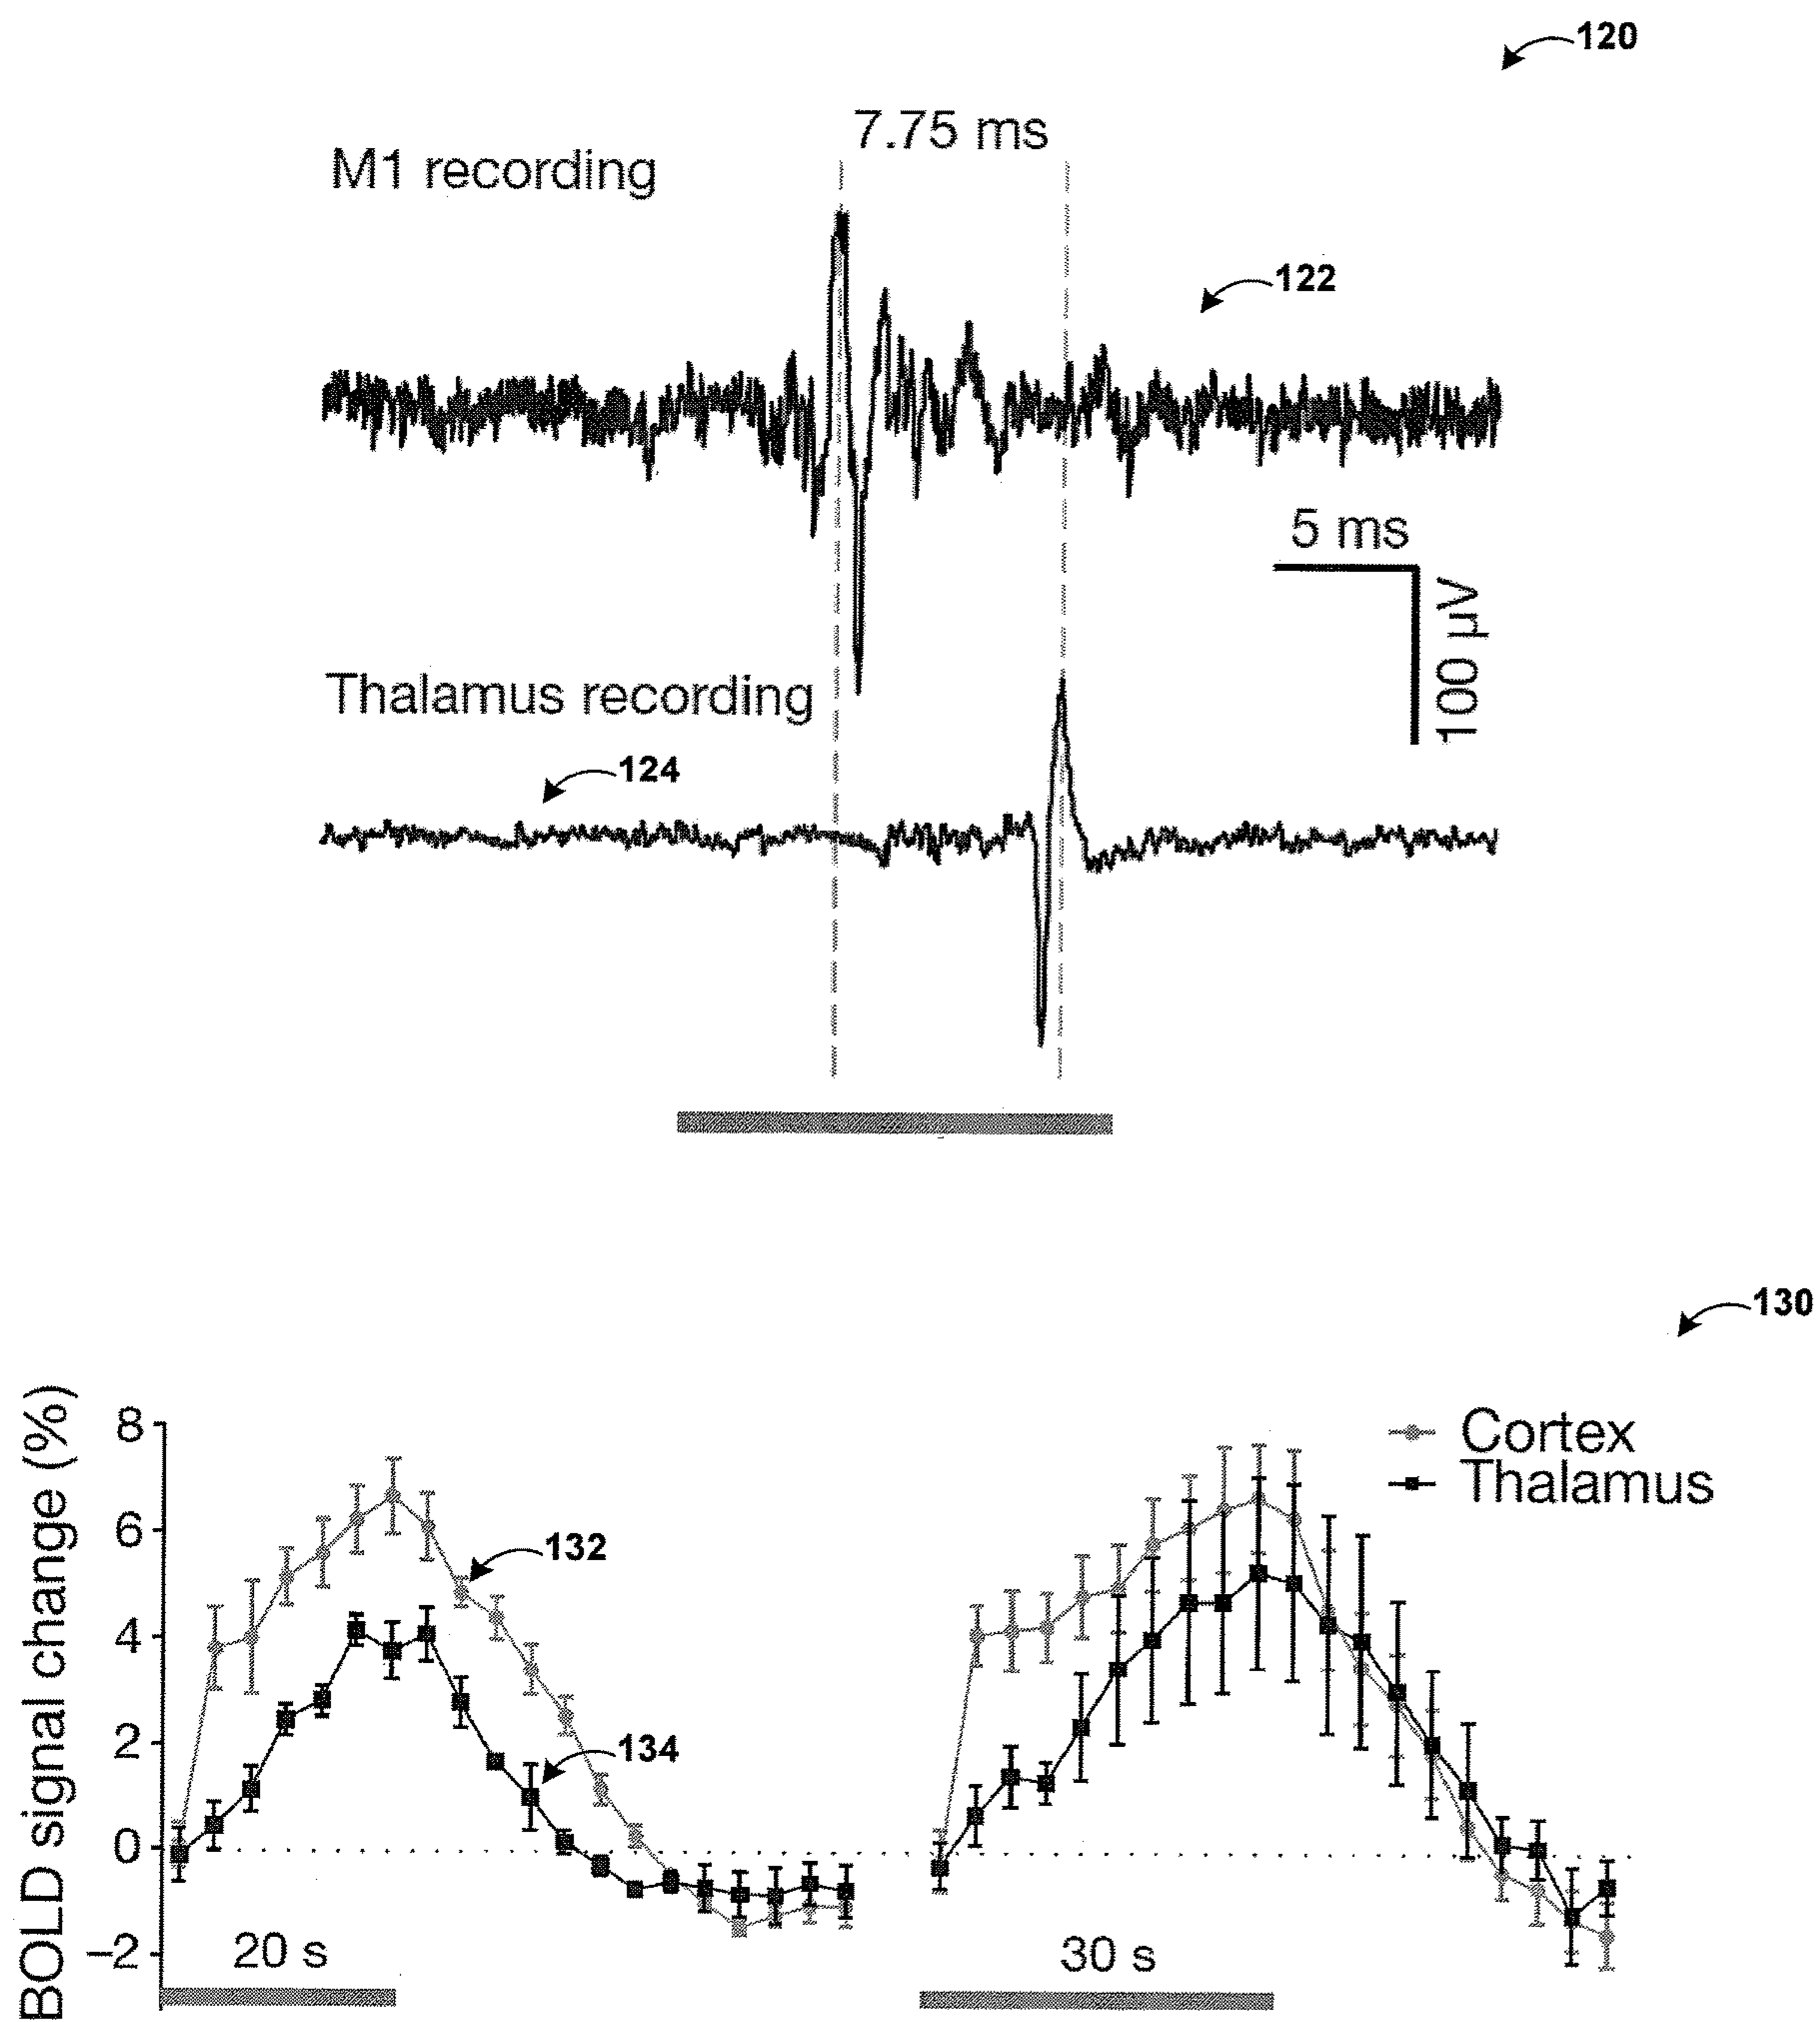 120
7.75 ms
M1 recording
122
5 ms
100 µV
Thalamus recording
124
130
BOLD signal change (%)
8
6
4
2
0
−2
Cortex
Thalamus
132
134
20 s
30 s